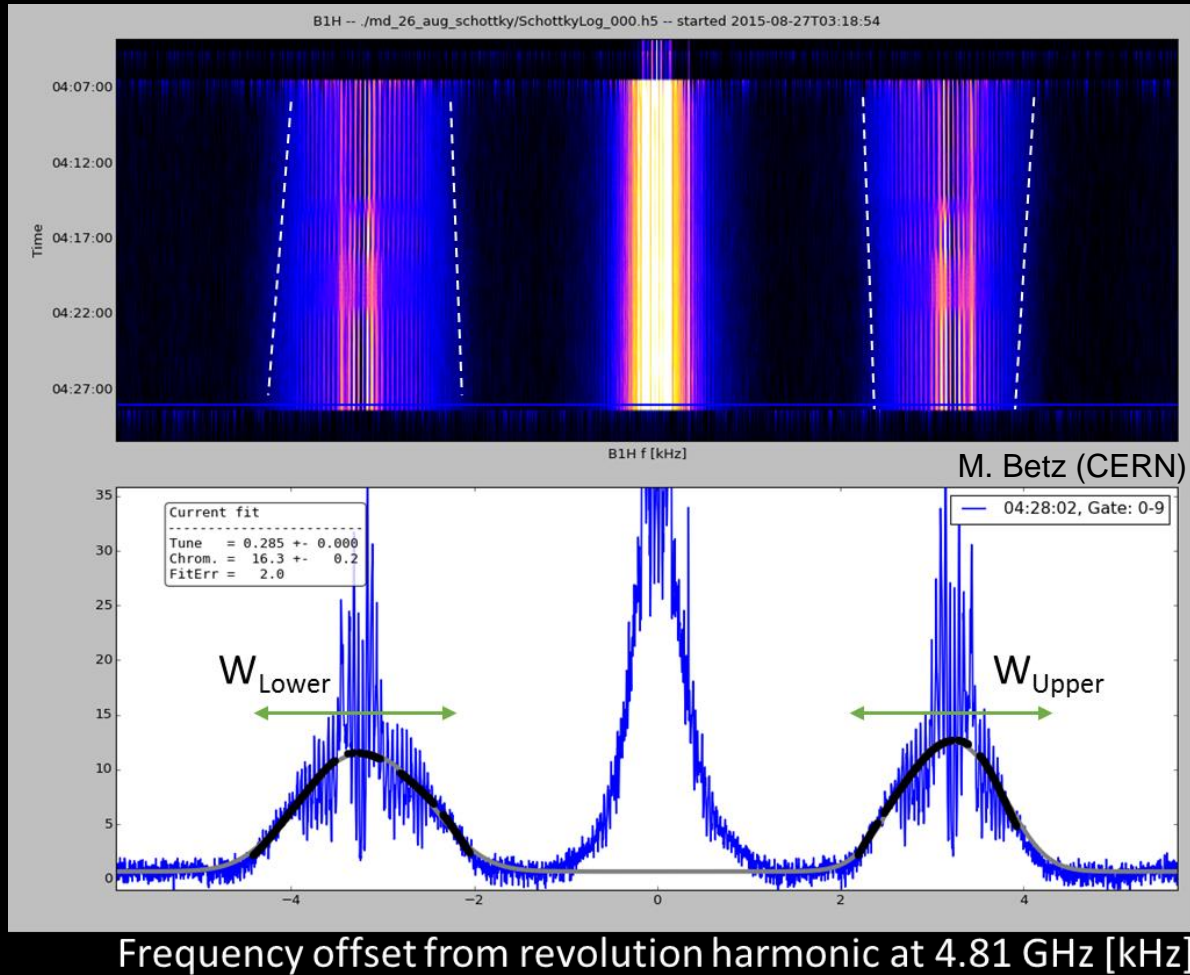 B1H -- ./md_26_aug_schottky/SchottkyLog_000.h5 -- started 2015-08-27T03:18:54
04:07:00
04:12:00
04:17:00
04:22:00
04:27:00
Time
B1H f [kHz]
M. Betz (CERN)
35
30
25
20
15
10
5
0
Current fit
-----------------------
Tune = 0.285 +- 0.000
Chrom. = 16.3 +- 0.2
FitErr = 2.0
04:28:02, Gate: 0-9
W Lower
W Upper
−4 −2 0 2 4
Frequency offset from revolution harmonic at 4.81 GHz [kHz]